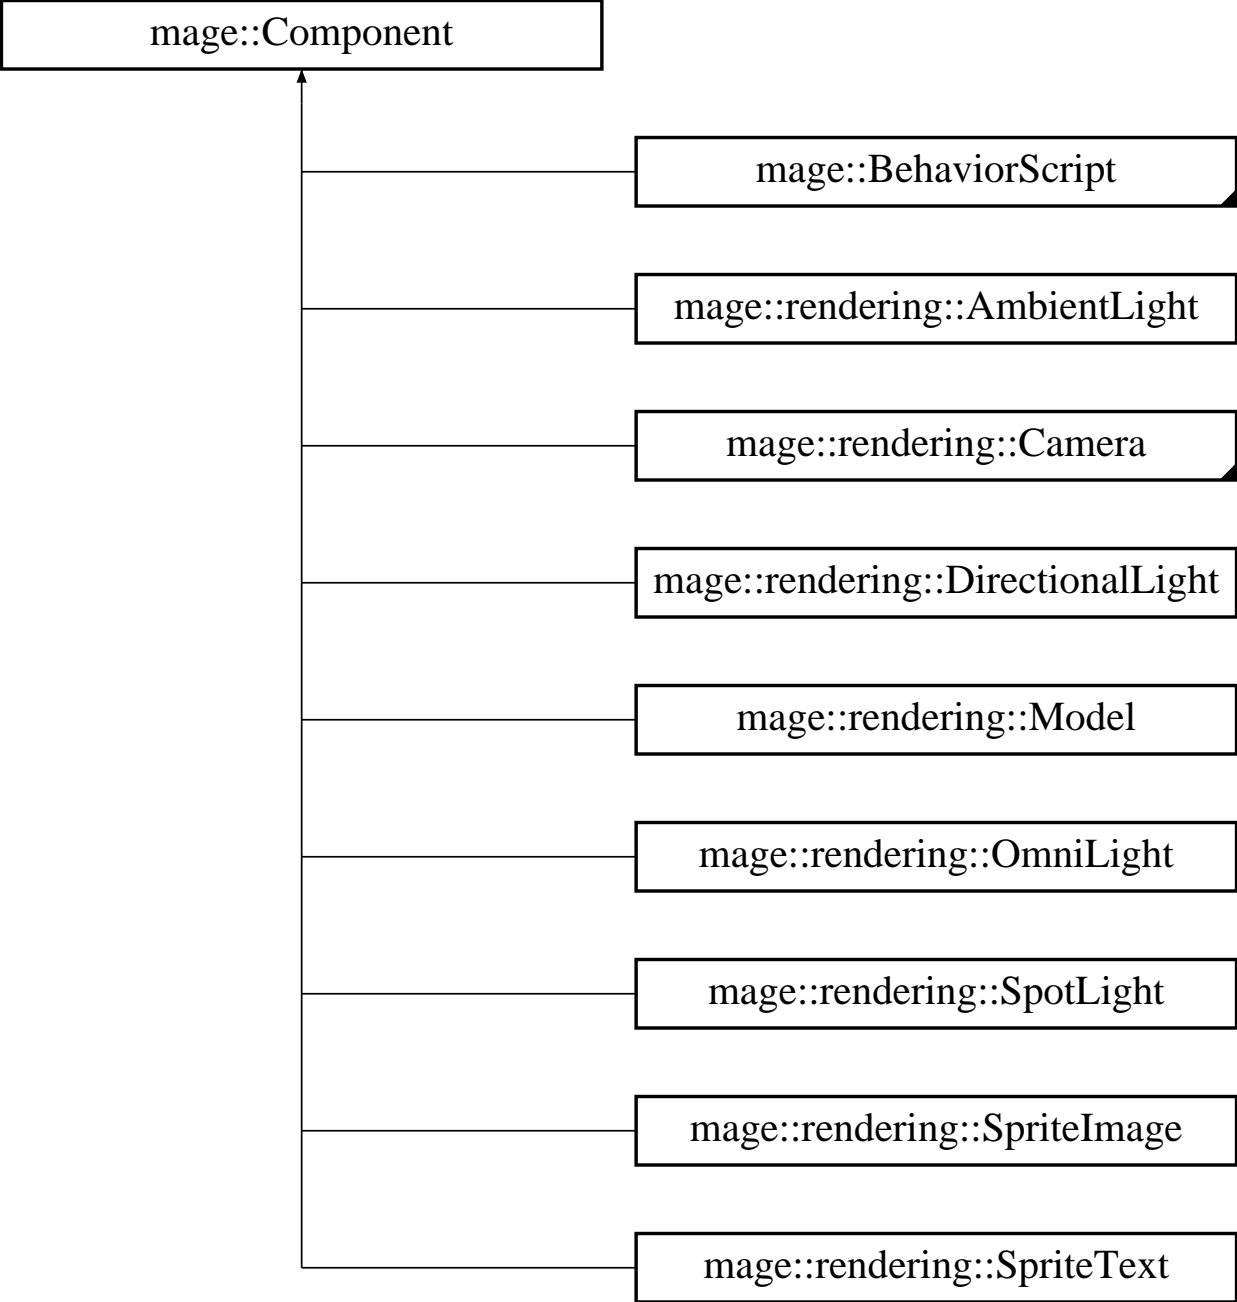 mage::Component
mage::BehaviorScript
mage::rendering::AmbientLight
mage::rendering::Camera
mage::rendering::DirectionalLight
mage::rendering::Model
mage::rendering::OmniLight
mage::rendering::SpotLight
mage::rendering::SpriteImage
mage::rendering::SpriteText